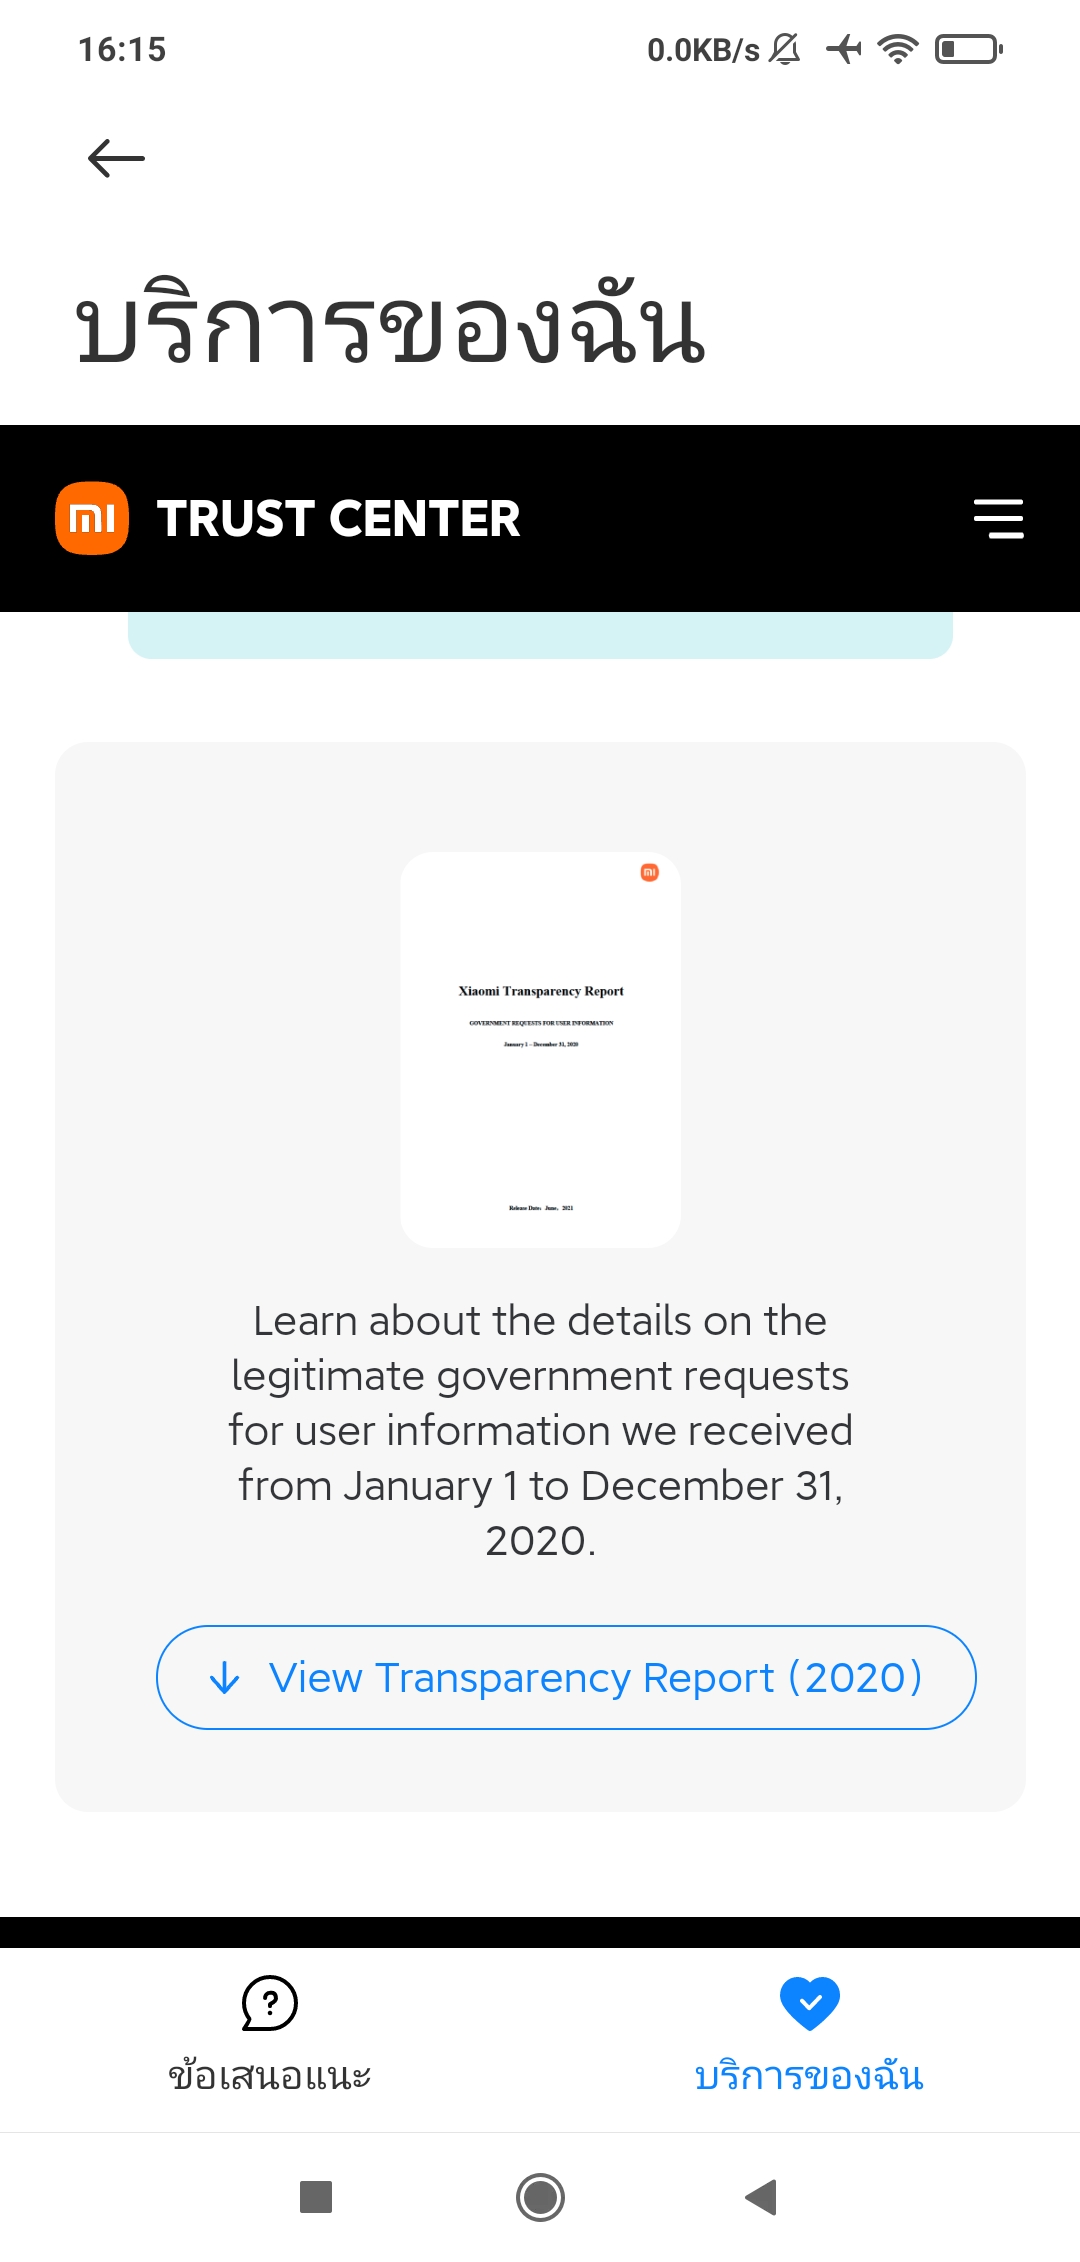 16:15
0.0KB/s
บริการของฉัน
TRUST CENTER
Xiaomi Transparency Report
GOVERNMENT REQUESTS FOR USER INFORMATION
January 1 – December 31, 2020
Release Date: June, 2021
Learn about the details on the
legitimate government requests
for user information we received
from January 1 to December 31,
2020.
View Transparency Report (2020)
ข้อเสนอแนะ
บริการของฉัน